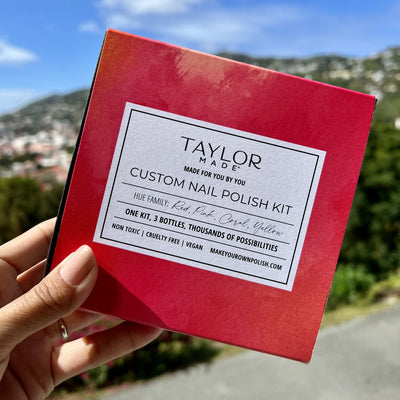 TAYLOR
MADE®
MADE FOR YOU BY YOU
CUSTOM NAIL POLISH KIT
HUE FAMILY: Red, Pink, Coral, Yellow
ONE KIT, 3 BOTTLES, THOUSANDS OF POSSIBILITIES
NON TOXIC | CRUELTY FREE | VEGAN MAKEYOUROWNPOLISH.COM